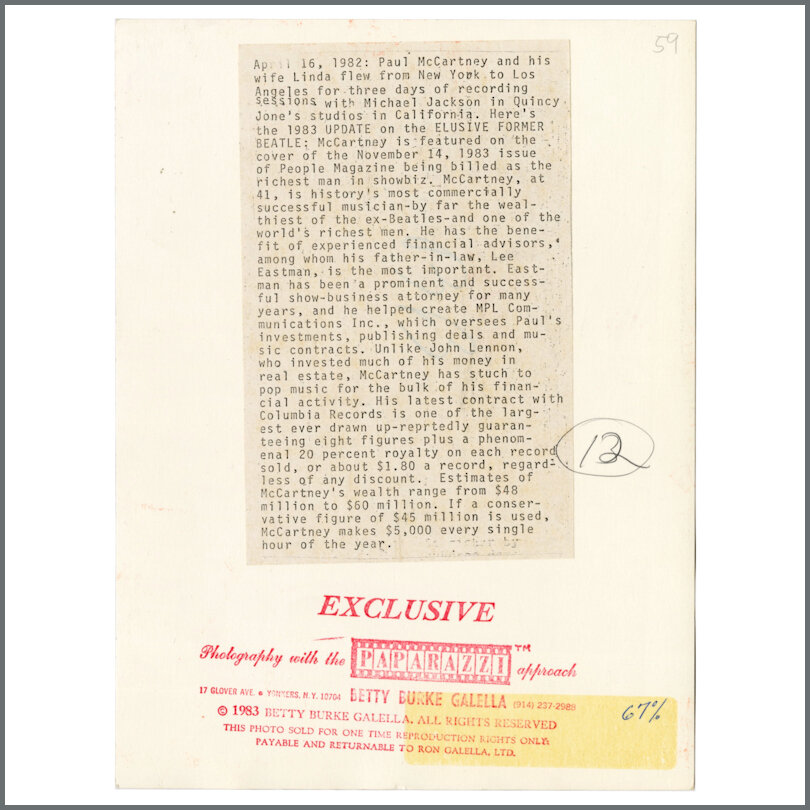 59
April 16, 1982: Paul McCartney and his
wife Linda flew from New York to Los
Angeles for three days of recording
sessions with Michael Jackson in Quincy
Jone's studios in California. Here's
the 1983 UPDATE on the ELUSIVE FORMER
BEATLE: McCartney is featured on the
cover of the November 14, 1983 issue
of People Magazine being billed as the
richest man in showbiz. McCartney, at
41, is history's most commercially
successful musician-by far the weal-
thiest of the ex-Beatles-and one of the
world's richest men. He has the bene-
fit of experienced financial advisors,
among whom his father-in-law, Lee
Eastman, is the most important. East-
man has been a prominent and success-
ful show-business attorney for many
years, and he helped create MPL Com-
munications Inc., which oversees Paul's
investments, publishing deals and mu-
sic contracts. Unlike John Lennon,
who invested much of his money in
real estate, McCartney has stuch to
pop music for the bulk of his finan-
cial activity. His latest contract with
Columbia Records is one of the larg-
est ever drawn up-reprtedly guaran-
teeing eight figures plus a phenom-
enal 20 percent royalty on each record
sold, or about $1.80 a record, regard-
less of any discount. Estimates of
McCartney's wealth range from $48
million to $60 million. If a conser-
vative figure of $45 million is used,
McCartney makes $5,000 every single
hour of the year.
EXCLUSIVE
Photography with the PAPARAZZI™ approach
17 GLOVER AVE. YONKERS, N.Y. 10704 BETTY BURKE GALELLA (914) 237-2988
© 1983 BETTY BURKE GALELLA. ALL RIGHTS RESERVED
THIS PHOTO SOLD FOR ONE TIME REPRODUCTION RIGHTS ONLY:
PAYABLE AND RETURNABLE TO RON GALELLA, LTD.
67%